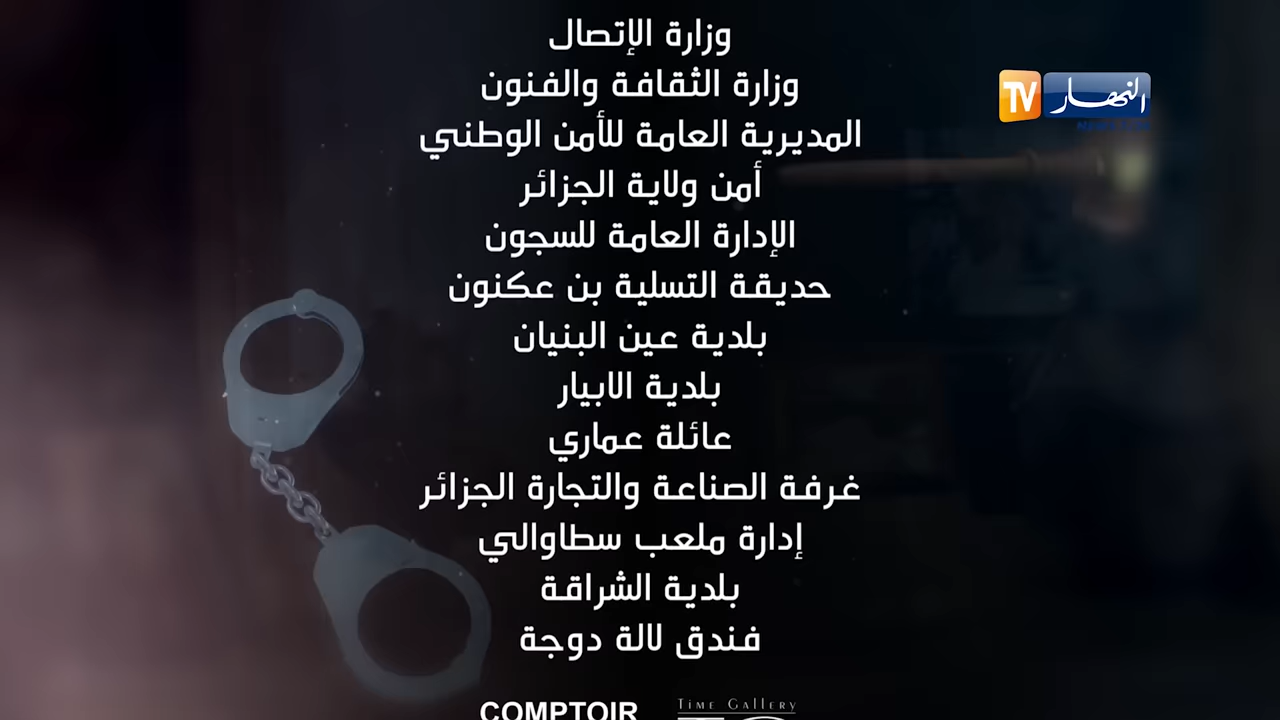 وزارة الإتصال
وزارة الثقافة والفنون
TV النهار
المديرية العامة للأمن الوطني
أمن ولاية الجزائر
الإدارة العامة للسجون
حديقة التسلية بن عكنون
بلدية عين البنيان
بلدية الابيار
عائلة عماري
غرفة الصناعة والتجارة الجزائر
إدارة ملعب سطاوالي
بلدية الشراقة
فندق لالة دوجة
COMPTOIR
TIME GALLERY